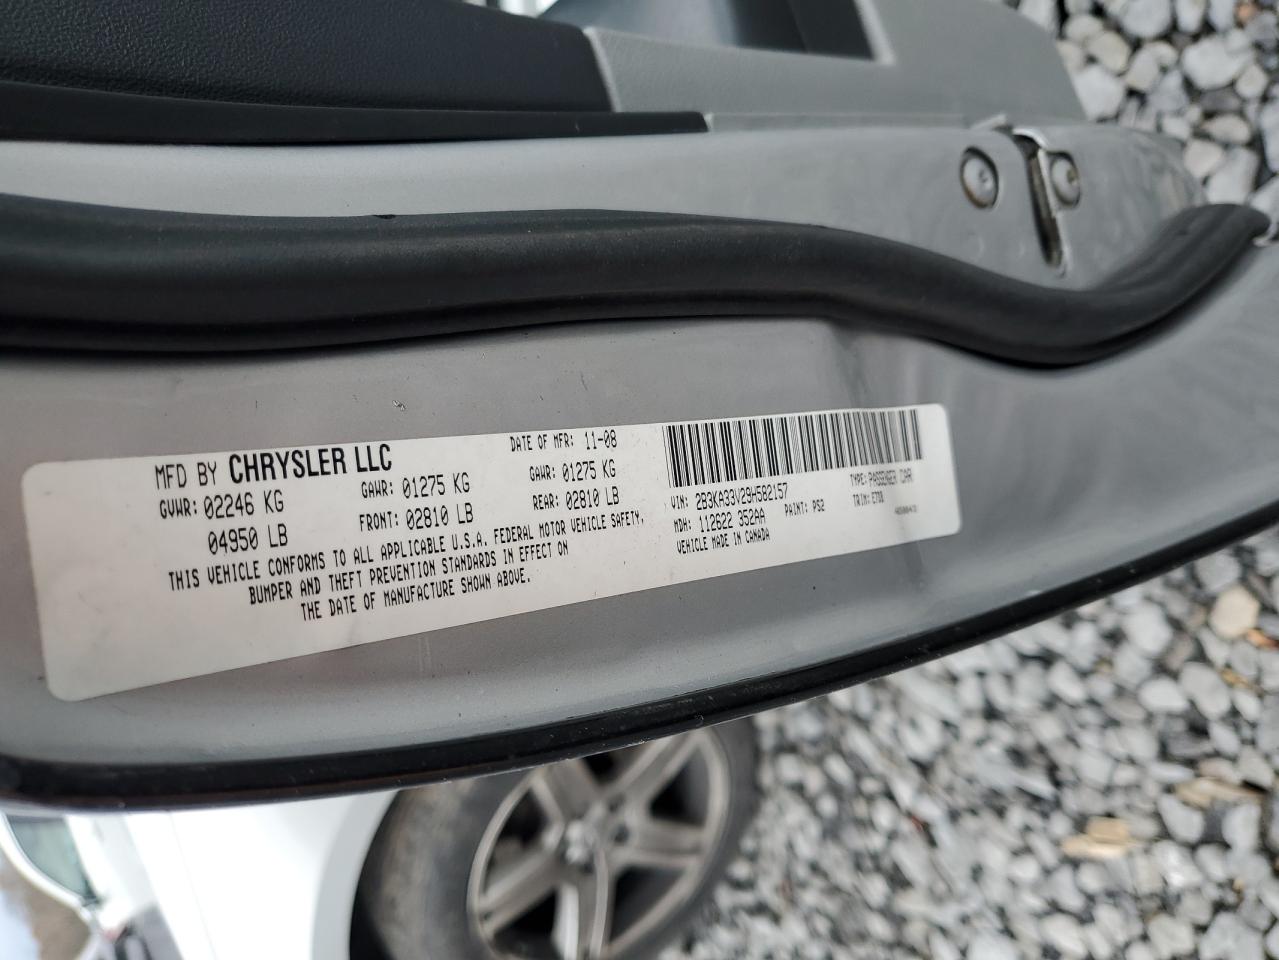 MFD BY CHRYSLER LLC
DATE OF MFR: 11-08
GVWR: 02246 KG
GAWR: 01275 KG
GAWR: 01275 KG
04950 LB
FRONT: 02810 LB
REAR: 02810 LB
THIS VEHICLE CONFORMS TO ALL APPLICABLE U.S.A. FEDERAL MOTOR VEHICLE SAFETY,
BUMPER AND THEFT PREVENTION STANDARDS IN EFFECT ON
THE DATE OF MANUFACTURE SHOWN ABOVE.
VIN: 2B3KA33V29H582157
TYPE: PASSENGER CAR
MDH: 112622 352AA
PAINT: PS2
TRIM:
VEHICLE MADE IN CANADA